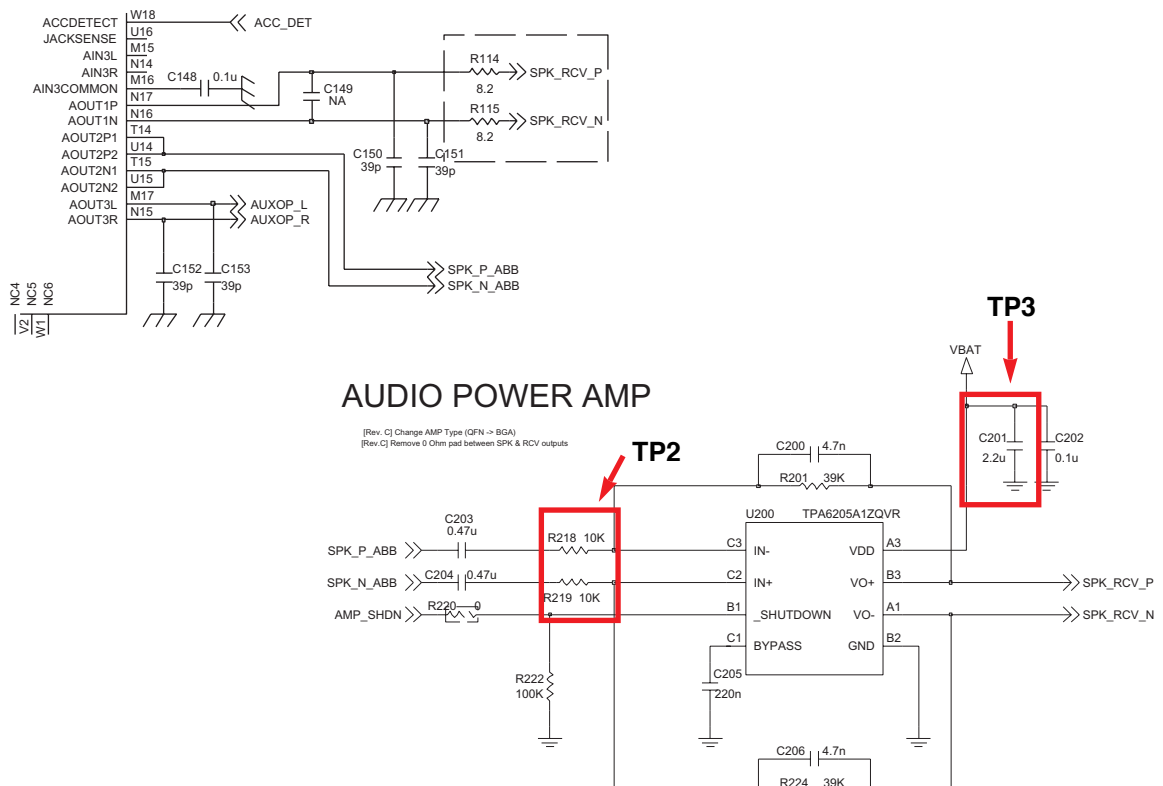 ACCDETECT W18 ACC_DET
JACKSENSE U16
AIN3L M15
AIN3R N14
AIN3COMMON M16 C148 0.1u
AOUT1P N17
AOUT1N N16
AOUT2P1 T14
AOUT2P2 U14
AOUT2N1 T15
AOUT2N2 U15
AOUT3L M17 AUXOP_L
AOUT3R N15 AUXOP_R
C149
NA
R114
8.2
SPK_RCV_P
R115
8.2
SPK_RCV_N
C150
39p
C151
39p
C152
39p
C153
39p
SPK_P_ABB
SPK_N_ABB
NC4
NC5
NC6
V2
W1
TP3
VBAT
AUDIO POWER AMP
[Rev. C] Change AMP Type (QFN -> BGA)
[Rev.C] Remove 0 Ohm pad between SPK & RCV outputs
TP2
C201
2.2u
C202
0.1u
C200 4.7n
R201 39K
U200 TPA6205A1ZQVR
C203
0.47u
SPK_P_ABB
R218 10K
C3 IN-
VDD A3
SPK_N_ABB
C204 0.47u
R219 10K
C2 IN+
VO+ B3
SPK_RCV_P
AMP_SHDN
R220 0
B1 _SHUTDOWN
VO- A1
SPK_RCV_N
C1 BYPASS
GND B2
R222
100K
C205
220n
C206 4.7n
R224 39K